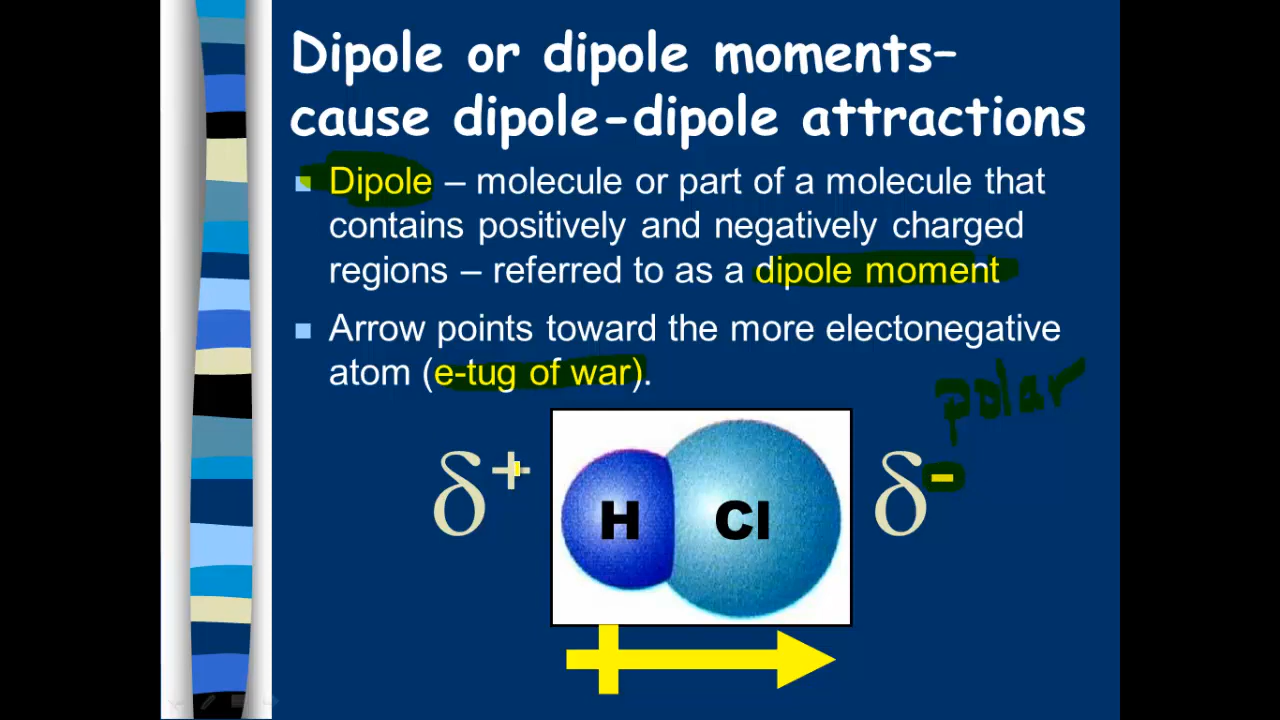 Dipole or dipole moments–
cause dipole-dipole attractions
Dipole – molecule or part of a molecule that
contains positively and negatively charged
regions – referred to as a dipole moment
Arrow points toward the more electonegative
atom (e-tug of war).
polar
δ+ H Cl δ-